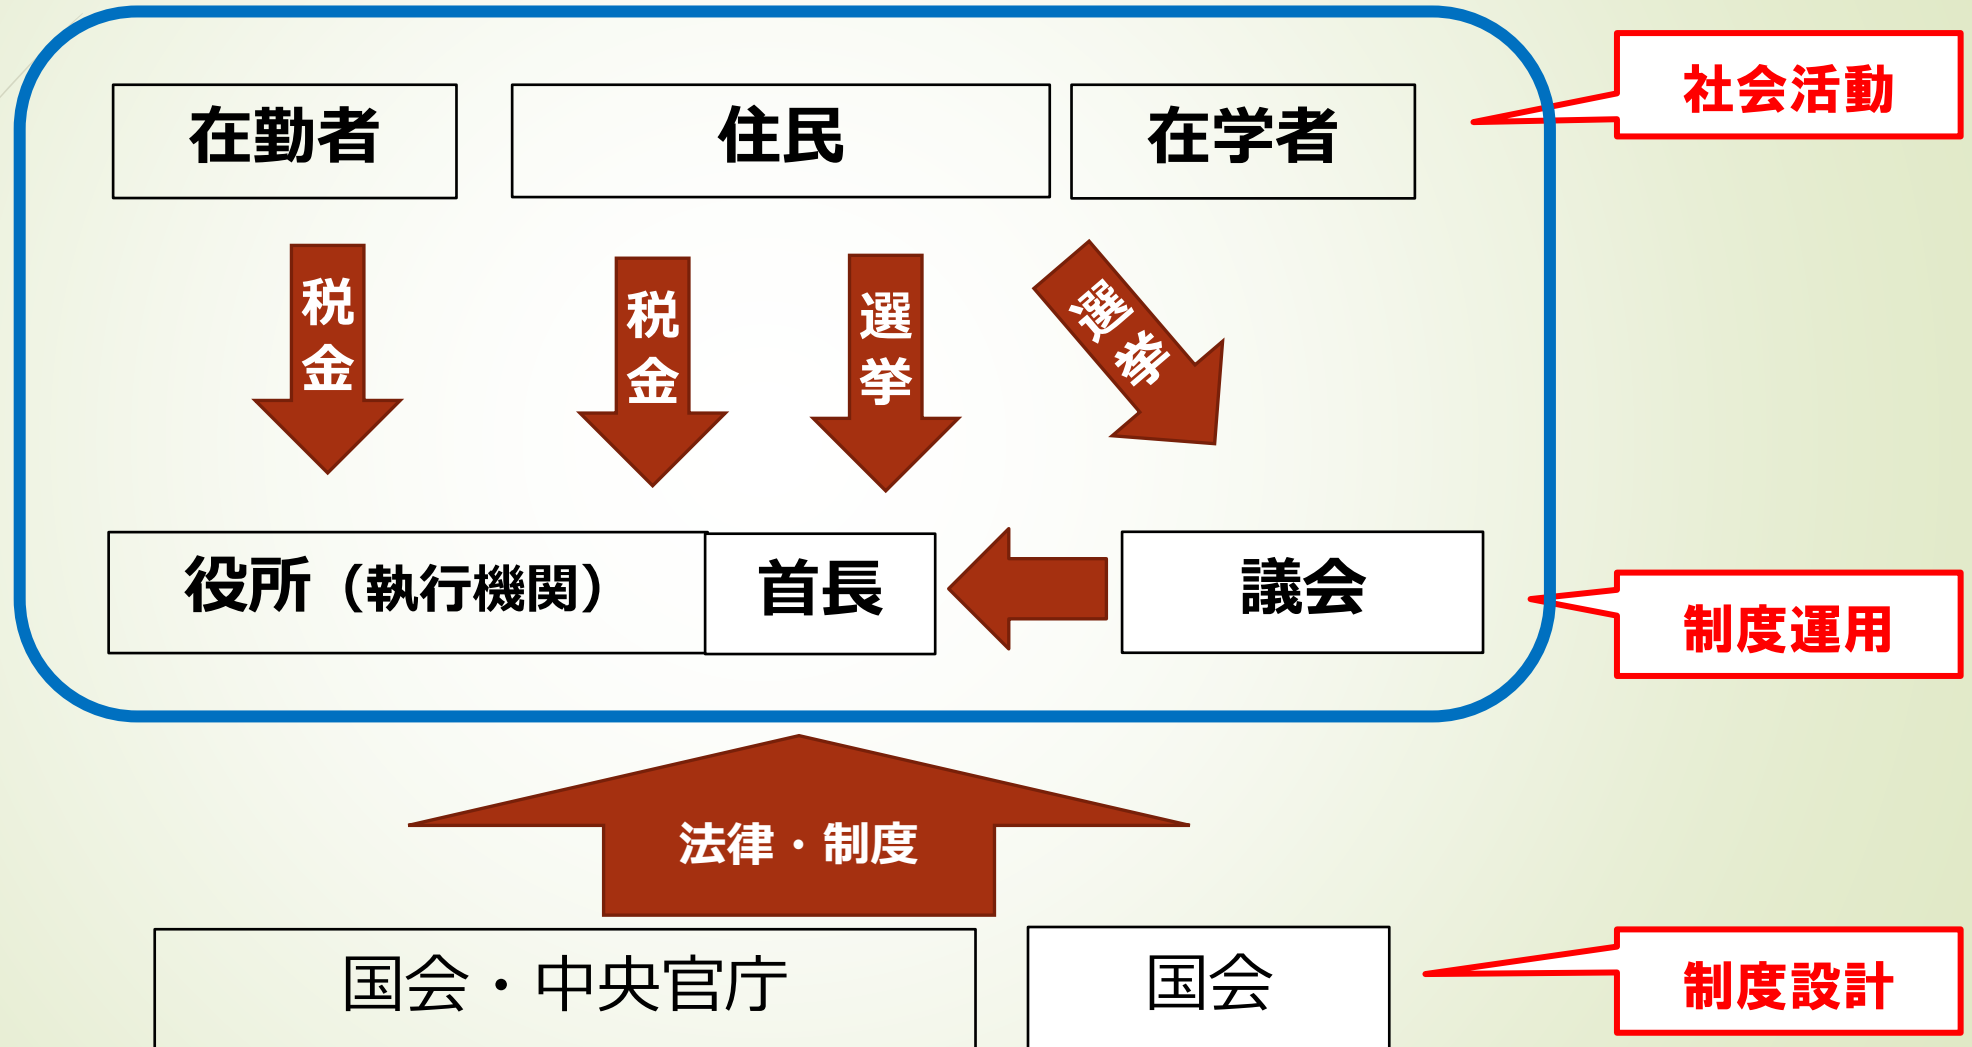 社会活動
在勤者
住民
在学者
税金
税金
選挙
選挙
役所（執行機関）
首長
議会
制度運用
法律・制度
国会・中央官庁
国会
制度設計